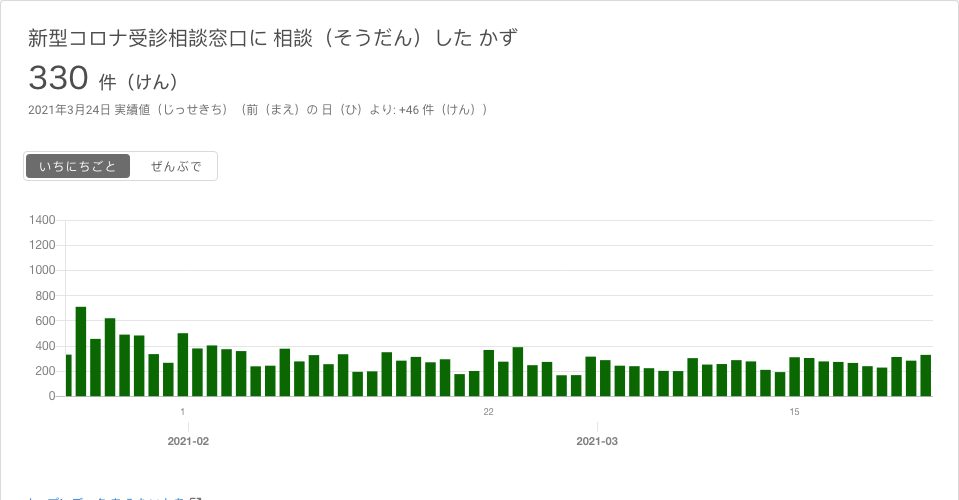 新型コロナ受診相談窓口に 相談（そうだん）した かず
330 件（けん）
2021年3月24日 実績値（じっせきち）（前（まえ）の 日（ひ）より: +46 件（けん））
いちにちごと ぜんぶで
1400
1200
1000
800
600
400
200
0
1 22 15
2021-02 2021-03